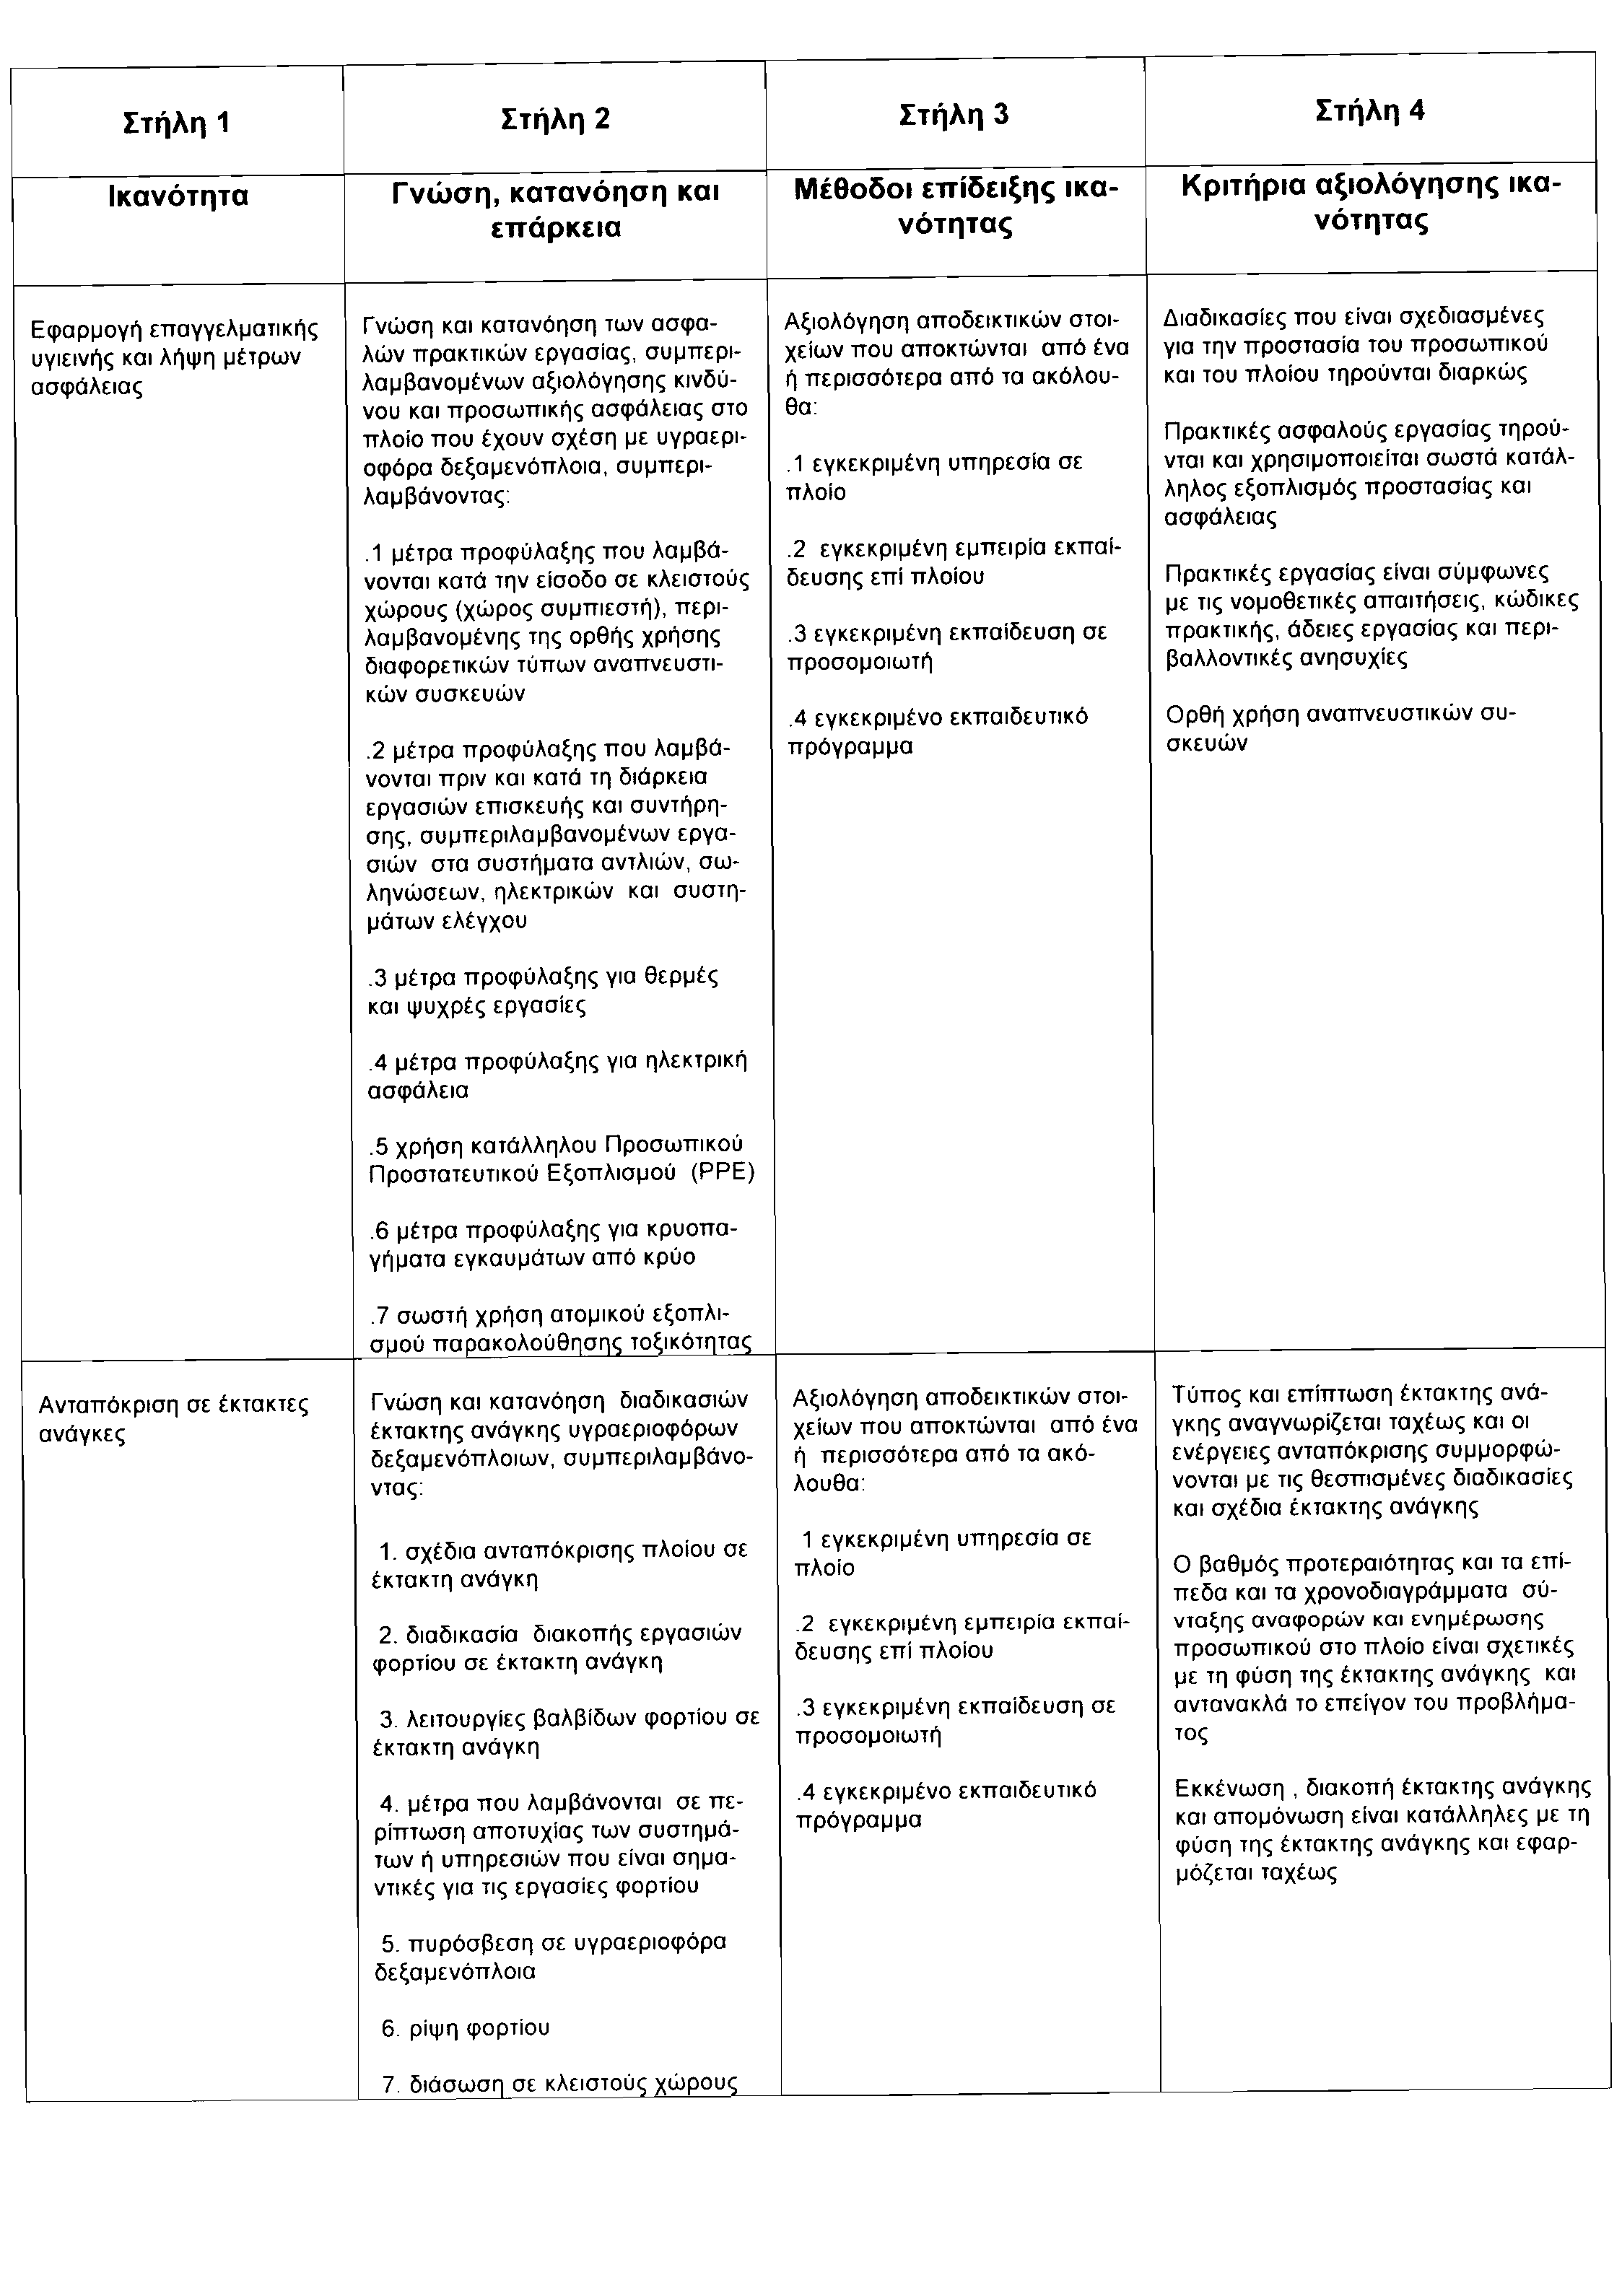 Στήλη 1
Στήλη 2
Στήλη 3
Στήλη 4
Ικανότητα
Γνώση, κατανόηση και
επάρκεια
Μέθοδοι επίδειξης ικα-
νότητας
Κριτήρια αξιολόγησης ικα-
νότητας
Εφαρμογή επαγγελματικής
υγιεινής και λήψη μέτρων
ασφάλειας
Γνώση και κατανόηση των ασφα-
λών πρακτικών εργασίας, συμπερι-
λαμβανομένων αξιολόγησης κινδύ-
νου και προσωπικής ασφάλειας στο
πλοίο που έχουν σχέση με υγραερι-
οφόρα δεξαμενόπλοια, συμπερι-
λαμβάνοντας:
.1 μέτρα προφύλαξης που λαμβά-
νονται κατά την είσοδο σε κλειστούς
χώρους (χώρος συμπιεστή), περι-
λαμβανομένης της ορθής χρήσης
διαφορετικών τύπων αναπνευστι-
κών συσκευών
.2 μέτρα προφύλαξης που λαμβά-
νονται πριν και κατά τη διάρκεια
εργασιών επισκευής και συντήρη-
σης, συμπεριλαμβανομένων εργα-
σιών στα συστήματα αντλιών, σω-
ληνώσεων, ηλεκτρικών και συστη-
μάτων ελέγχου
.3 μέτρα προφύλαξης για θερμές
και ψυχρές εργασίες
.4 μέτρα προφύλαξης για ηλεκτρική
ασφάλεια
.5 χρήση κατάλληλου Προσωπικού
Προστατευτικού Εξοπλισμού (PPE)
.6 μέτρα προφύλαξης για κρυοπα-
γήματα εγκαυμάτων από κρύο
.7 σωστή χρήση ατομικού εξοπλι-
σμού παρακολούθησης τοξικότητας
Αξιολόγηση αποδεικτικών στοι-
χείων που αποκτώνται από ένα
ή περισσότερα από τα ακόλου-
θα:
.1 εγκεκριμένη υπηρεσία σε
πλοίο
.2 εγκεκριμένη εμπειρία εκπαί-
δευσης επί πλοίου
.3 εγκεκριμένη εκπαίδευση σε
προσομοιωτή
.4 εγκεκριμένο εκπαιδευτικό
πρόγραμμα
Διαδικασίες που είναι σχεδιασμένες
για την προστασία του προσωπικού
και του πλοίου τηρούνται διαρκώς
Πρακτικές ασφαλούς εργασίας τηρού-
νται και χρησιμοποιείται σωστά κατάλ-
ληλος εξοπλισμός προστασίας και
ασφάλειας
Πρακτικές εργασίας είναι σύμφωνες
με τις νομοθετικές απαιτήσεις, κώδικες
πρακτικής, άδειες εργασίας και περι-
βαλλοντικές ανησυχίες
Ορθή χρήση αναπνευστικών συ-
σκευών
Ανταπόκριση σε έκτακτες
ανάγκες
Γνώση και κατανόηση διαδικασιών
έκτακτης ανάγκης υγραεριοφόρων
δεξαμενόπλοιων, συμπεριλαμβάνο-
ντας:
1. σχέδια ανταπόκρισης πλοίου σε
έκτακτη ανάγκη
2. διαδικασία διακοπής εργασιών
φορτίου σε έκτακτη ανάγκη
3. λειτουργίες βαλβίδων φορτίου σε
έκτακτη ανάγκη
4. μέτρα που λαμβάνονται σε πε-
ρίπτωση αποτυχίας των συστημά-
των ή υπηρεσιών που είναι σημα-
ντικές για τις εργασίες φορτίου
5. πυρόσβεση σε υγραεριοφόρα
δεξαμενόπλοια
6. ρίψη φορτίου
7. διάσωση σε κλειστούς χώρους
Αξιολόγηση αποδεικτικών στοι-
χείων που αποκτώνται από ένα
ή περισσότερα από τα ακό-
λουθα:
1 εγκεκριμένη υπηρεσία σε
πλοίο
.2 εγκεκριμένη εμπειρία εκπαί-
δευσης επί πλοίου
.3 εγκεκριμένη εκπαίδευση σε
προσομοιωτή
.4 εγκεκριμένο εκπαιδευτικό
πρόγραμμα
Τύπος και επίπτωση έκτακτης ανά-
γκης αναγνωρίζεται ταχέως και οι
ενέργειες ανταπόκρισης συμμορφώ-
νονται με τις θεσπισμένες διαδικασίες
και σχέδια έκτακτης ανάγκης
Ο βαθμός προτεραιότητας και τα επί-
πεδα και τα χρονοδιαγράμματα σύ-
νταξης αναφορών και ενημέρωσης
προσωπικού στο πλοίο είναι σχετικές
με τη φύση της έκτακτης ανάγκης και
αντανακλά το επείγον του προβλήμα-
τος
Εκκένωση , διακοπή έκτακτης ανάγκης
και απομόνωση είναι κατάλληλες με τη
φύση της έκτακτης ανάγκης και εφαρ-
μόζεται ταχέως